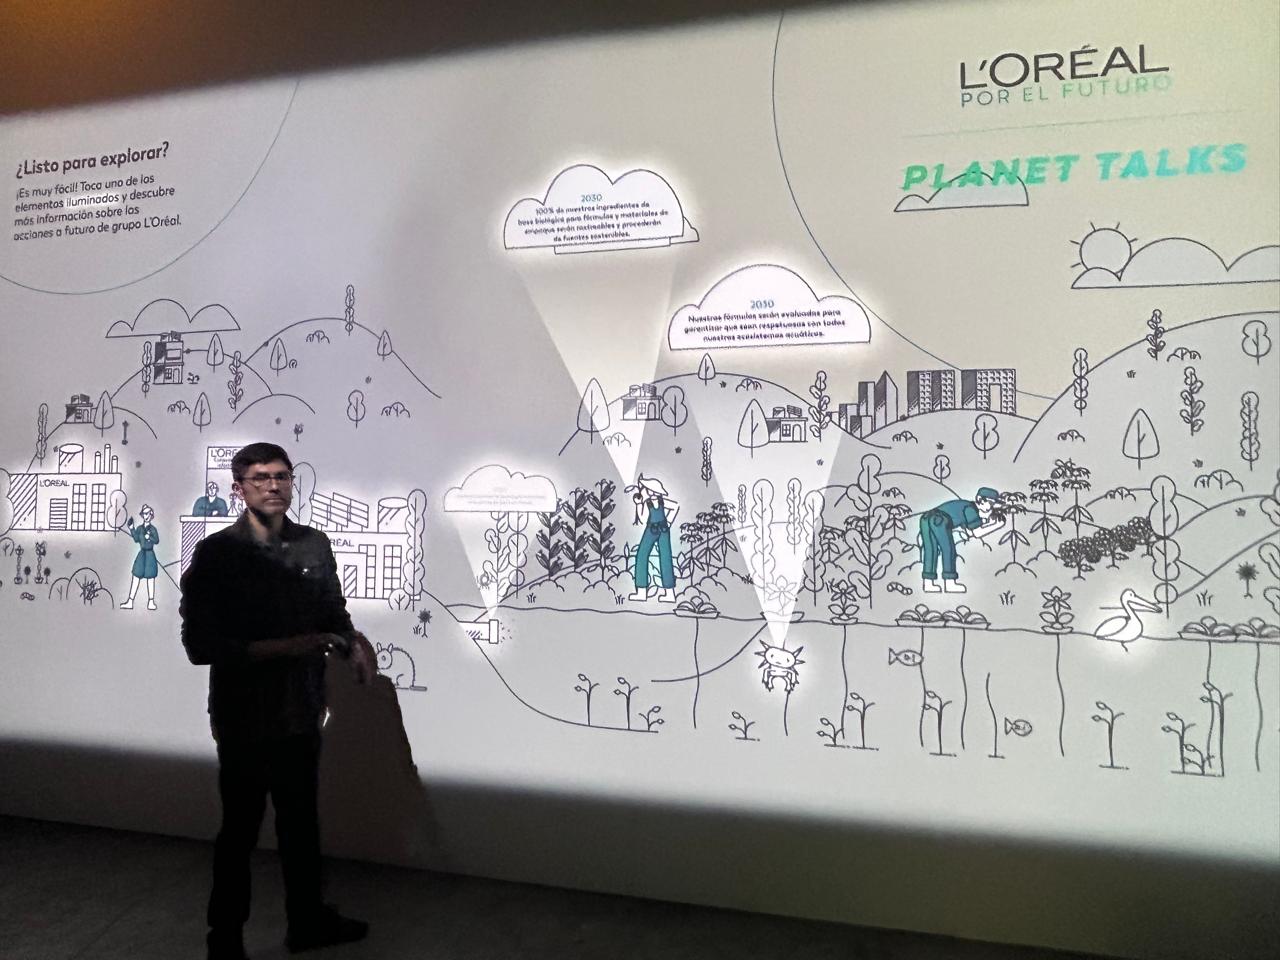 ¿Listo para explorar?
¡Es muy fácil! Toca uno de los
elementos iluminados y descubre
más información sobre las
acciones a futuro de grupo L'Oréal.
2030
100% de nuestros ingredientes de
base biológica para fórmulas y materiales de
empaque serán rastreables y procederán
de fuentes sostenibles.
2030
Nuestras fórmulas serán evaluadas para
garantizar que sean respetuosas con todos
nuestros ecosistemas acuáticos.
L'ORÉAL
POR EL FUTURO
PLANET TALKS
L'ORÉAL
L'ORÉ
RÉAL